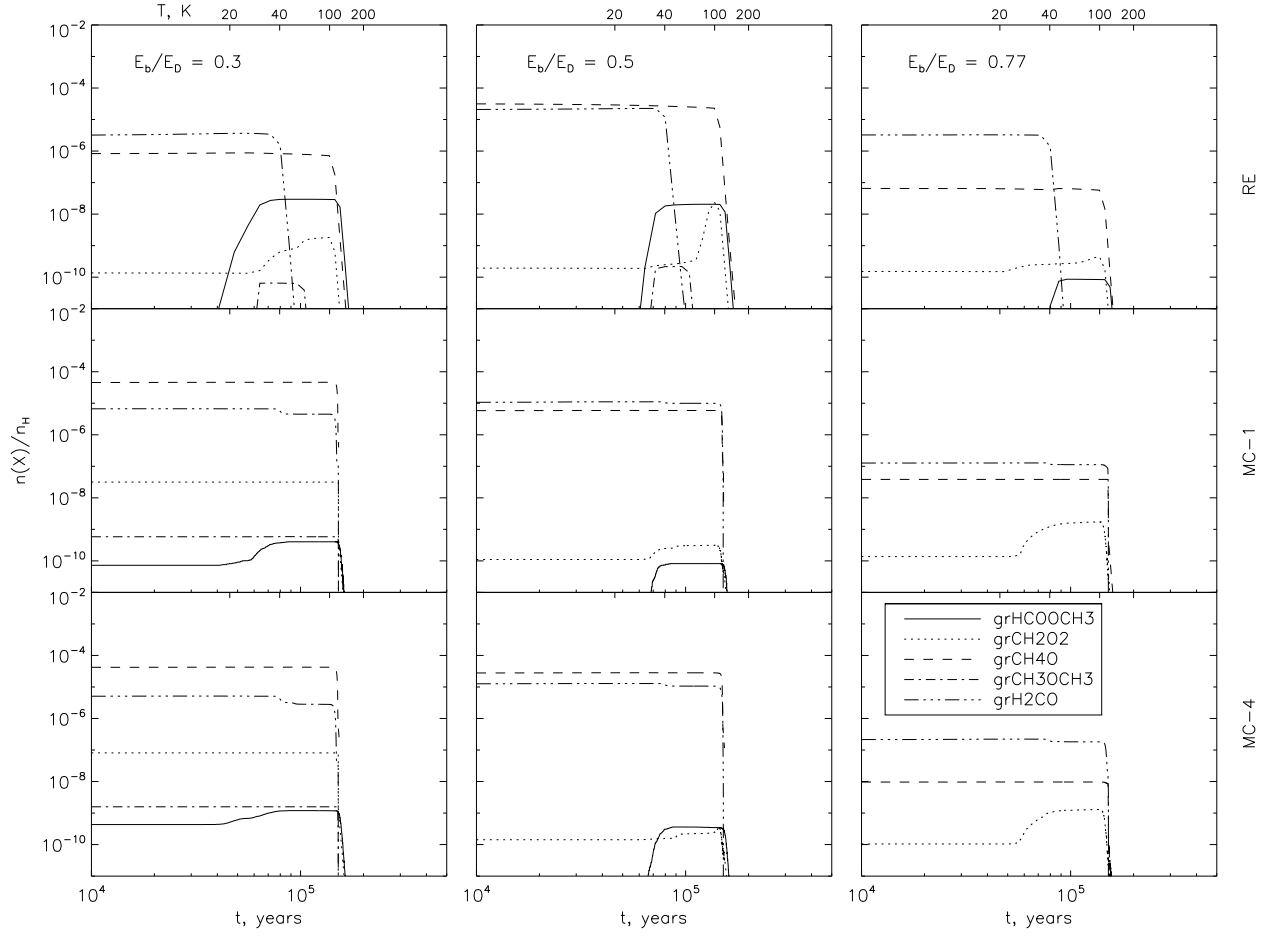 T, K 20 40 100 200 20 40 100 200 20 40 100 200
E_b/E_D = 0.3 E_b/E_D = 0.5 E_b/E_D = 0.77
10^-2
10^-4
10^-6
10^-8
10^-10
RE
10^-2
10^-4
10^-6
10^-8
10^-10
n(X)/n_H
MC-1
10^-2
10^-4
10^-6
10^-8
10^-10
MC-4
grHCOOCH3
grCH2O2
grCH4O
grCH3OCH3
grH2CO
10^4 10^5 10^4 10^5 10^4 10^5
t, years t, years t, years